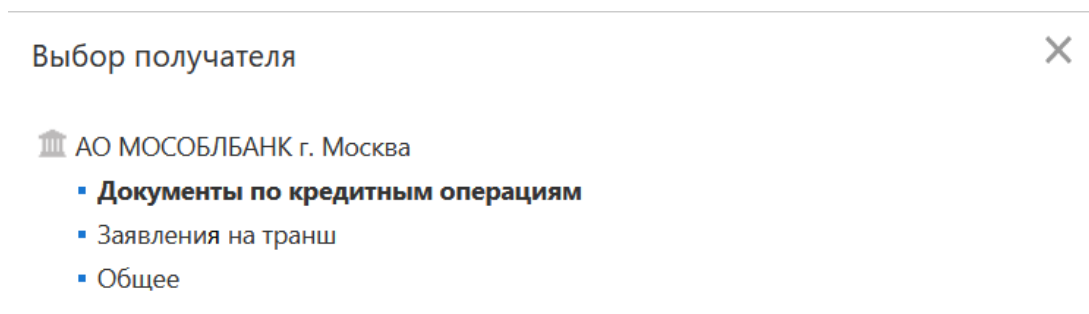 Выбор получателя
АО МОСОБЛБАНК г. Москва
Документы по кредитным операциям
Заявления на транш
Общее